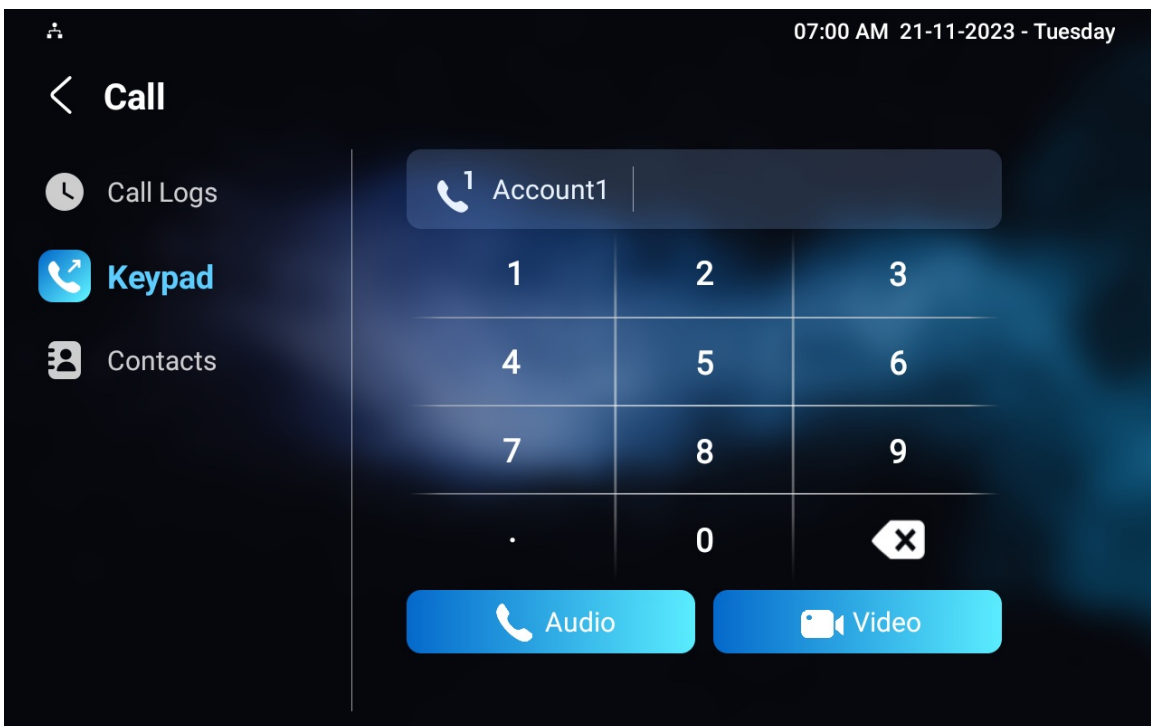 07:00 AM 21-11-2023 - Tuesday
Call
Call Logs
Keypad
Contacts
1 Account1
1 2 3
4 5 6
7 8 9
. 0
Audio Video